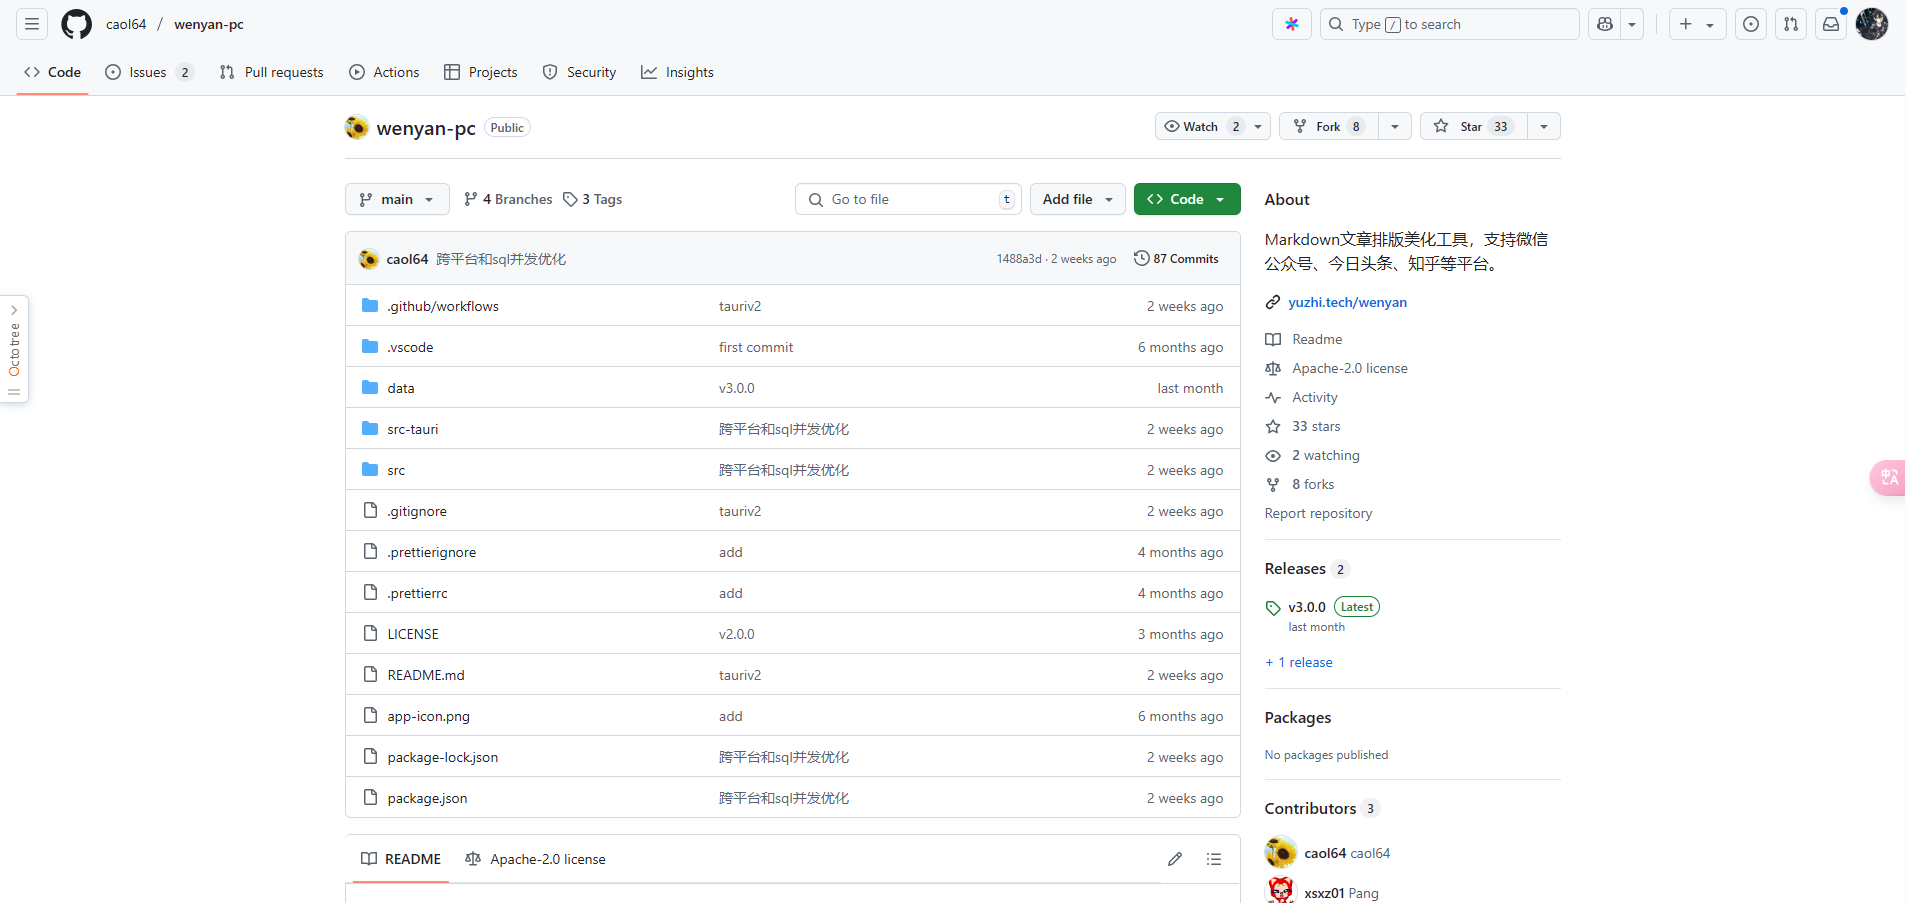 caol64 / wenyan-pc
Type / to search
Code
Issues 2
Pull requests
Actions
Projects
Security
Insights
wenyan-pc Public
Watch 2
Fork 8
Star 33
main
4 Branches
3 Tags
Go to file t
Add file
Code
caol64 跨平台和sql并发优化 1488a3d · 2 weeks ago 87 Commits
.github/workflows tauriv2 2 weeks ago
.vscode first commit 6 months ago
data v3.0.0 last month
src-tauri 跨平台和sql并发优化 2 weeks ago
src 跨平台和sql并发优化 2 weeks ago
.gitignore tauriv2 2 weeks ago
.prettierignore add 4 months ago
.prettierrc add 4 months ago
LICENSE v2.0.0 3 months ago
README.md tauriv2 2 weeks ago
app-icon.png add 6 months ago
package-lock.json 跨平台和sql并发优化 2 weeks ago
package.json 跨平台和sql并发优化 2 weeks ago
README
Apache-2.0 license
About
Markdown文章排版美化工具，支持微信
公众号、今日头条、知乎等平台。
yuzhi.tech/wenyan
Readme
Apache-2.0 license
Activity
33 stars
2 watching
8 forks
Report repository
Releases 2
v3.0.0 Latest
last month
+ 1 release
Packages
No packages published
Contributors 3
caol64 caol64
xsxz01 Pang
Octotree
中A